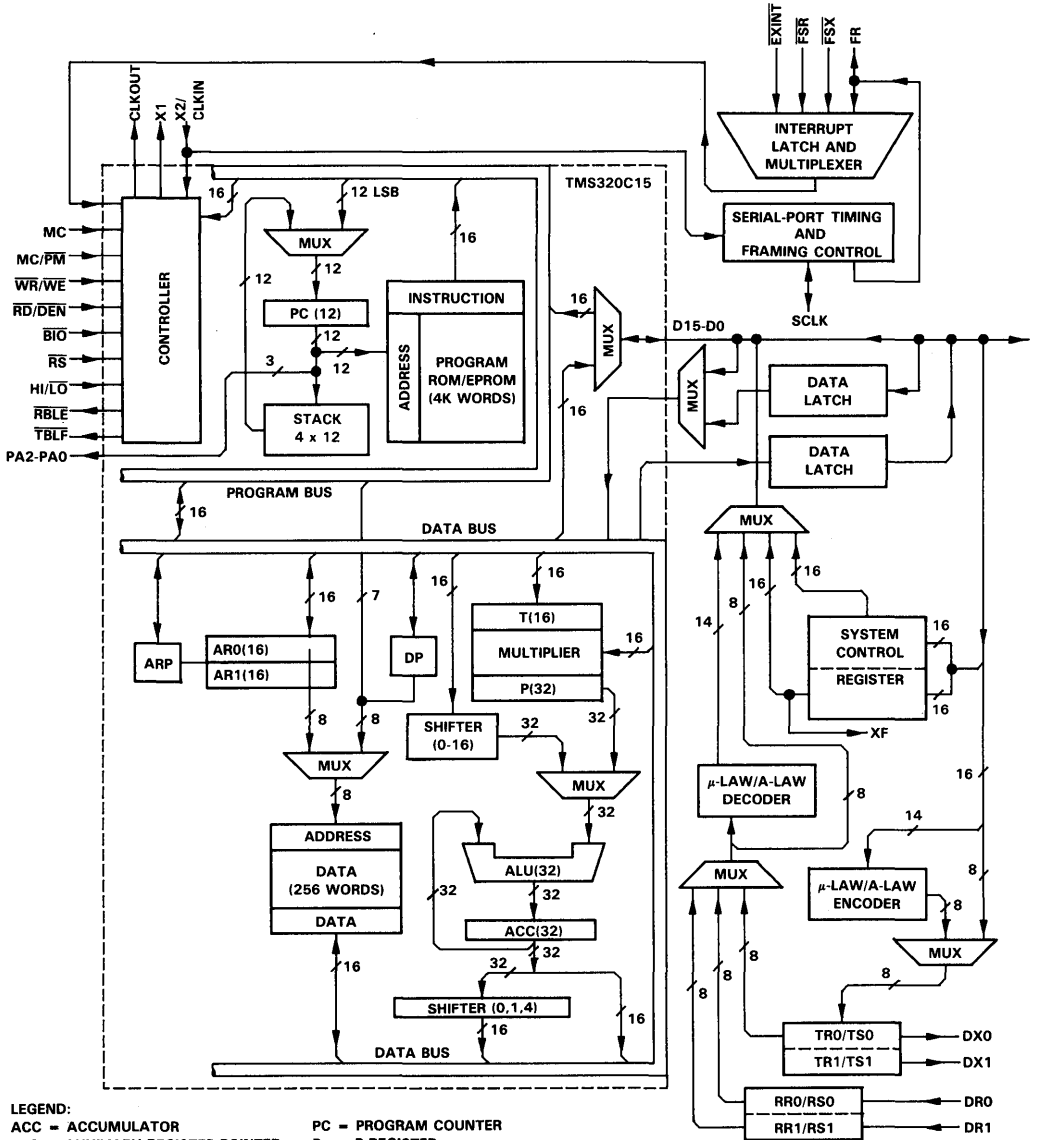 EXINT
FSR
FSX
FR
CLKOUT
X1
X2/
CLKIN
INTERRUPT
LATCH AND
MULTIPLEXER
TMS320C15
16
12 LSB
MUX
16
12
12
SERIAL-PORT TIMING
AND
FRAMING CONTROL
SCLK
MC
MC/PM
WR/WE
RD/DEN
BIO
RS
HI/LO
RBLE
TBLF
PA2-PA0
CONTROLLER
PC (12)
12
12
3
STACK
4 x 12
INSTRUCTION
ADDRESS
PROGRAM
ROM/EPROM
(4K WORDS)
16
MUX
16
D15-D0
MUX
DATA
LATCH
DATA
LATCH
PROGRAM BUS
16
DATA BUS
MUX
16
7
16
16
16
8
14
16
16
ARP
AR0(16)
AR1(16)
DP
T(16)
MULTIPLIER
P(32)
16
SYSTEM
CONTROL
REGISTER
16
16
XF
8
8
SHIFTER
(0-16)
32
32
MUX
8
MUX
32
μ-LAW/A-LAW
DECODER
8
16
14
ADDRESS
DATA
(256 WORDS)
DATA
16
ALU(32)
32
32
ACC(32)
32
32
SHIFTER (0,1,4)
16
16
DATA BUS
MUX
8
8
8
μ-LAW/A-LAW
ENCODER
8
8
MUX
8
TR0/TS0
TR1/TS1
DX0
DX1
RR0/RS0
RR1/RS1
DR0
DR1
LEGEND:
ACC = ACCUMULATOR
PC = PROGRAM COUNTER